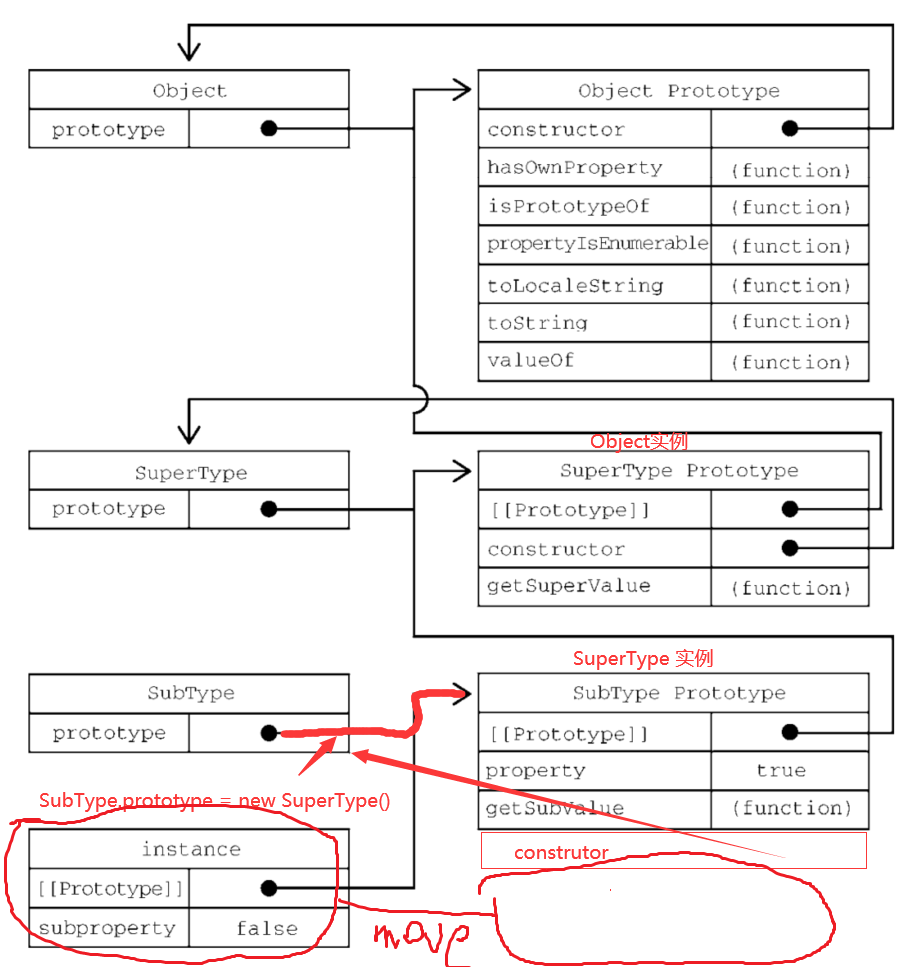 Object
prototype
Object Prototype
constructor
hasOwnProperty (function)
isPrototypeOf (function)
propertyIsEnumerable (function)
toLocaleString (function)
toString (function)
valueOf (function)
Object实例
SuperType
prototype
SuperType Prototype
[[Prototype]]
constructor
getSuperValue (function)
SuperType 实例
SubType
prototype
SubType Prototype
[[Prototype]]
property true
getSubValue (function)
construtor
SubType.prototype = new SuperType()
instance
[[Prototype]]
subproperty false
move